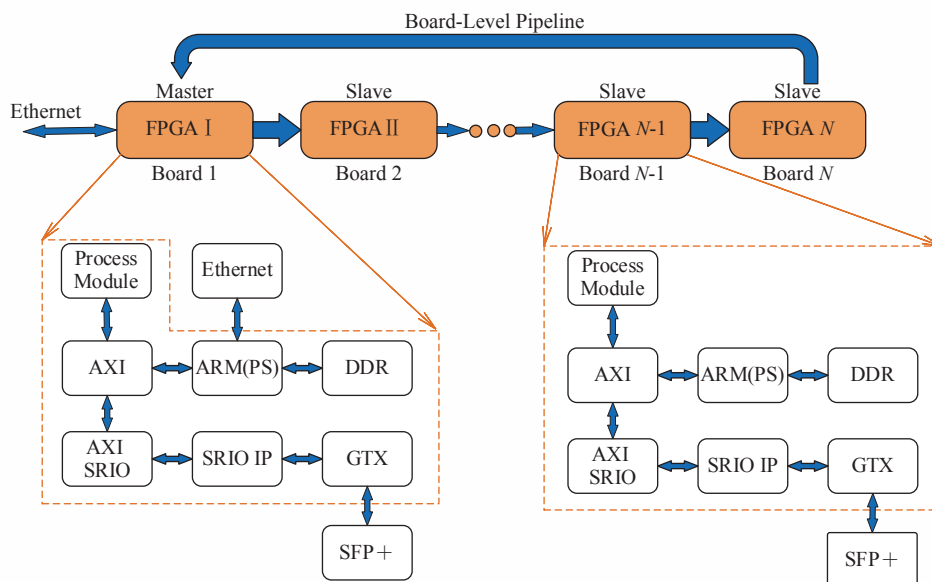 Board-Level Pipeline
Ethernet
Master
Slave
Slave
Slave
FPGA Ⅰ
FPGA Ⅱ
FPGA N-1
FPGA N
Board 1
Board 2
Board N-1
Board N
Process
Module
Ethernet
AXI
ARM(PS)
DDR
AXI
SRIO
SRIO IP
GTX
SFP+
Process
Module
AXI
ARM(PS)
DDR
AXI
SRIO
SRIO IP
GTX
SFP+